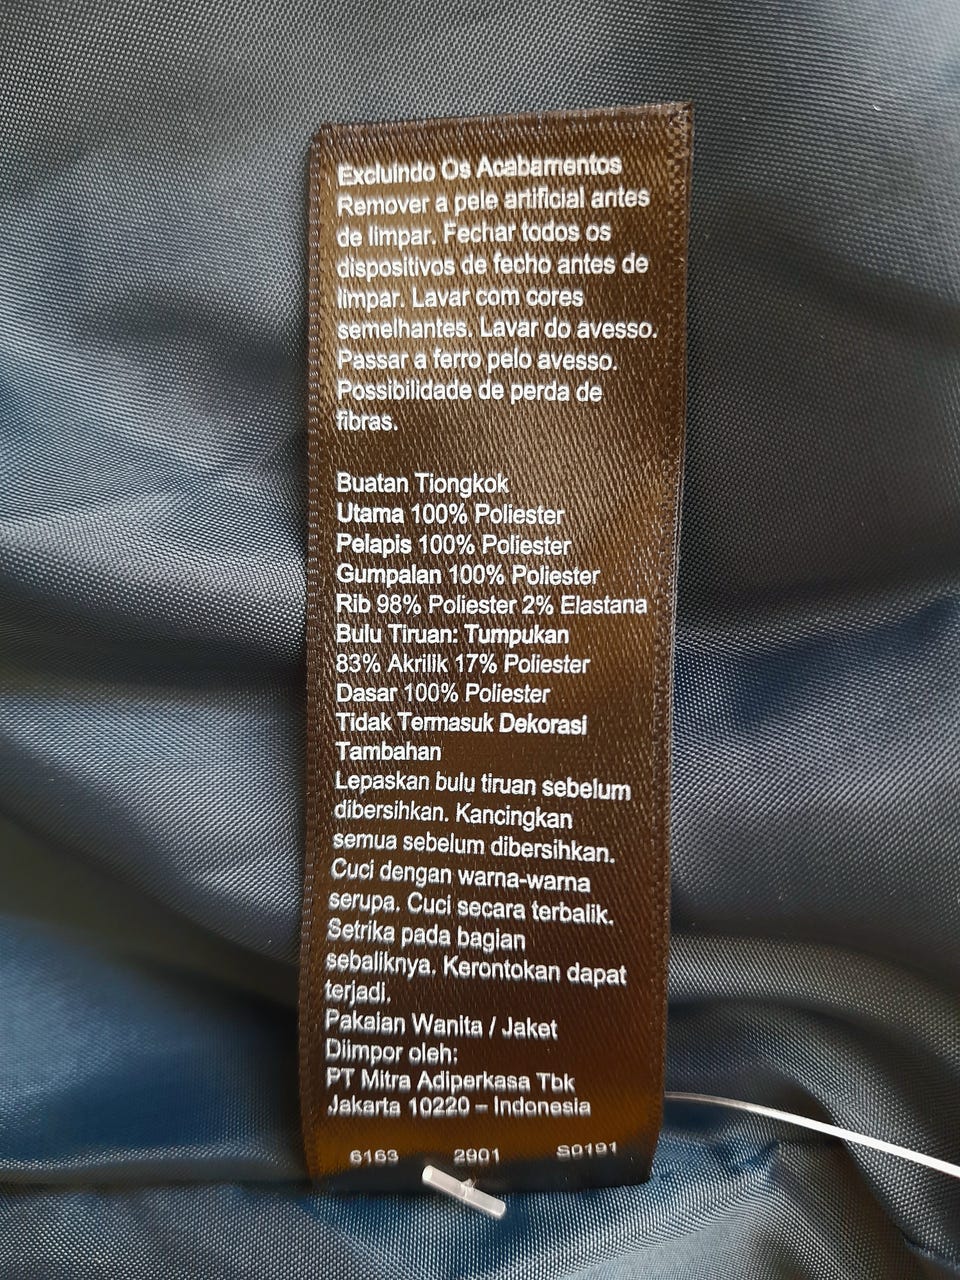 Excluindo Os Acabamentos
Remover a pele artificial antes
de limpar. Fechar todos os
dispositivos de fecho antes de
limpar. Lavar com cores
semelhantes. Lavar do avesso.
Passar a ferro pelo avesso.
Possibilidade de perda de
fibras.
Buatan Tiongkok
Utama 100% Poliester
Pelapis 100% Poliester
Gumpalan 100% Poliester
Rib 98% Poliester 2% Elastana
Bulu Tiruan: Tumpukan
83% Akrilik 17% Poliester
Dasar 100% Poliester
Tidak Termasuk Dekorasi
Tambahan
Lepaskan bulu tiruan sebelum
dibersihkan. Kancingkan
semua sebelum dibersihkan.
Cuci dengan warna-warna
serupa. Cuci secara terbalik.
Setrika pada bagian
sebaliknya. Kerontokan dapat
terjadi.
Pakaian Wanita / Jaket
Diimpor oleh:
PT Mitra Adiperkasa Tbk
Jakarta 10220 – Indonesia
6163 2901 S0191